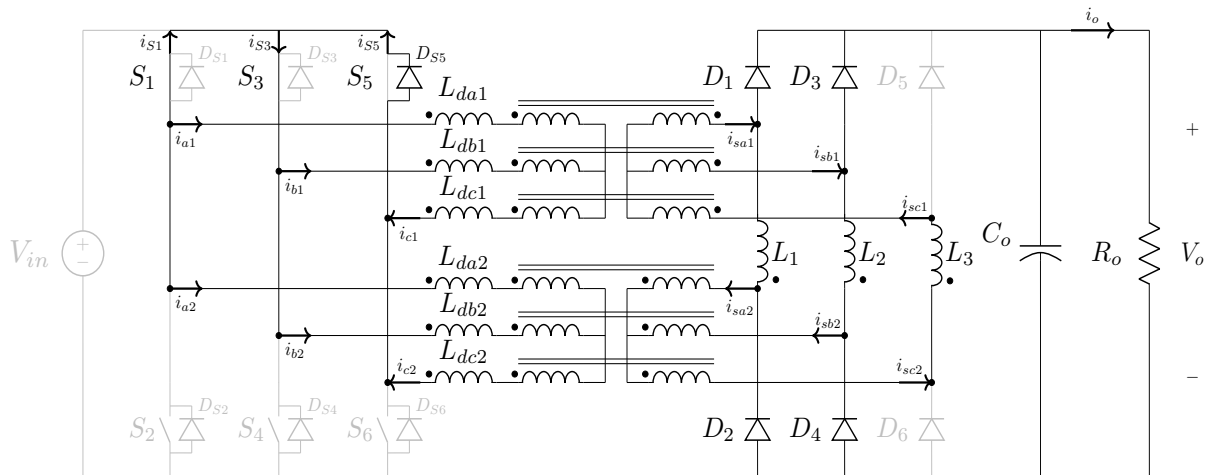 i_{S1} D_{S1} i_{S3} D_{S3} i_{S5} D_{S5} i_o
S_1 S_3 S_5 D_1 D_3 D_5
L_{da1}
i_{a1} i_{sa1}
L_{db1}
i_{b1} i_{sb1}
L_{dc1}
i_{c1} i_{sc1}
V_{in} + − L_1 L_2 L_3 C_o R_o + V_o −
L_{da2}
i_{a2} i_{sa2}
L_{db2}
i_{b2} i_{sb2}
L_{dc2}
i_{c2} i_{sc2}
D_{S2} D_{S4} D_{S6}
S_2 S_4 S_6 D_2 D_4 D_6